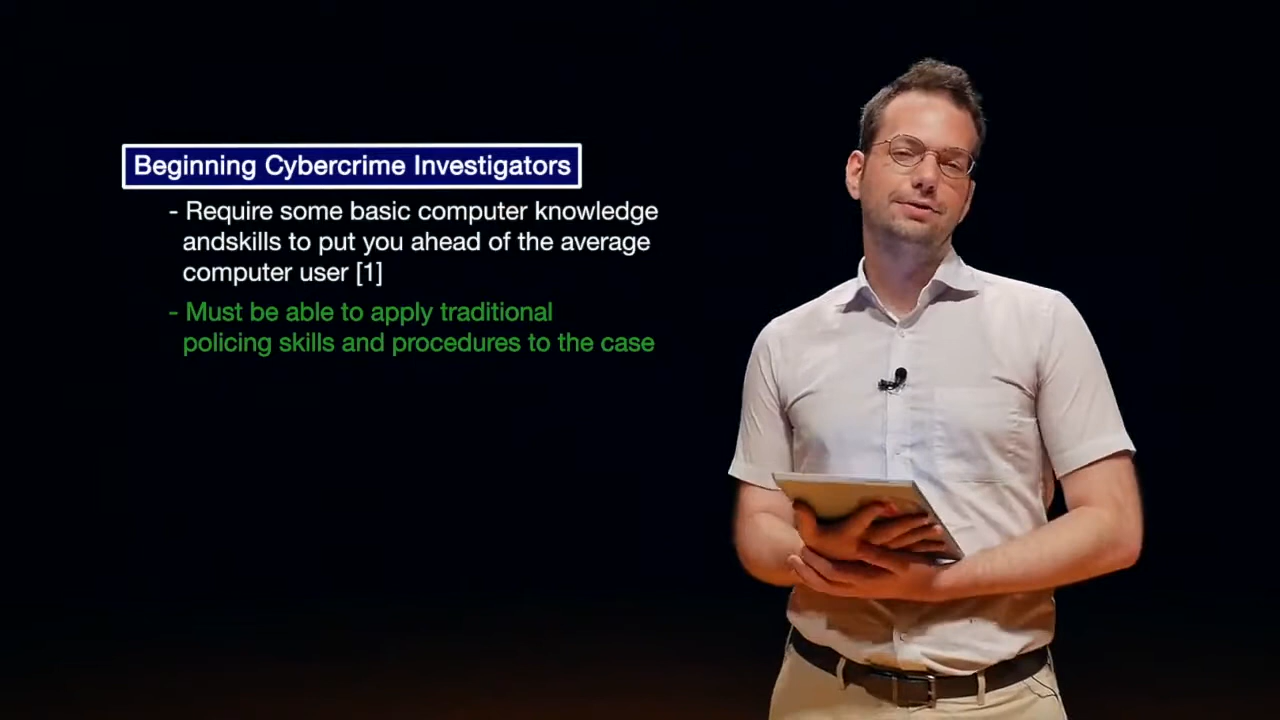 Beginning Cybercrime Investigators
- Require some basic computer knowledge
andskills to put you ahead of the average
computer user [1]
- Must be able to apply traditional
policing skills and procedures to the case